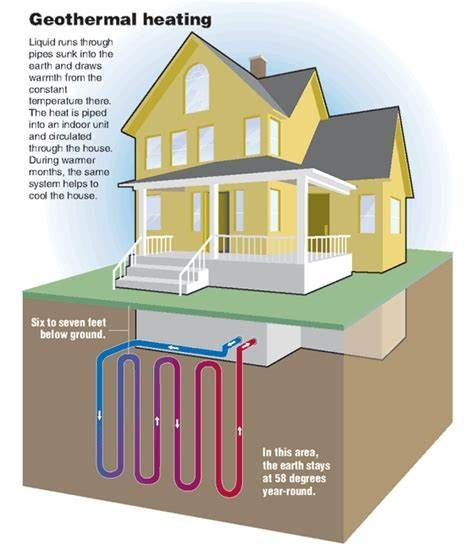 Geothermal heating
Liquid runs through
pipes sunk into the
earth and draws
warmth from the
constant
temperature there.
The heat is piped
into an indoor unit
and circulated
through the house.
During warmer
months, the same
system helps to
cool the house.
Six to seven feet
below ground.
In this area,
the earth stays
at 58 degrees
year-round.